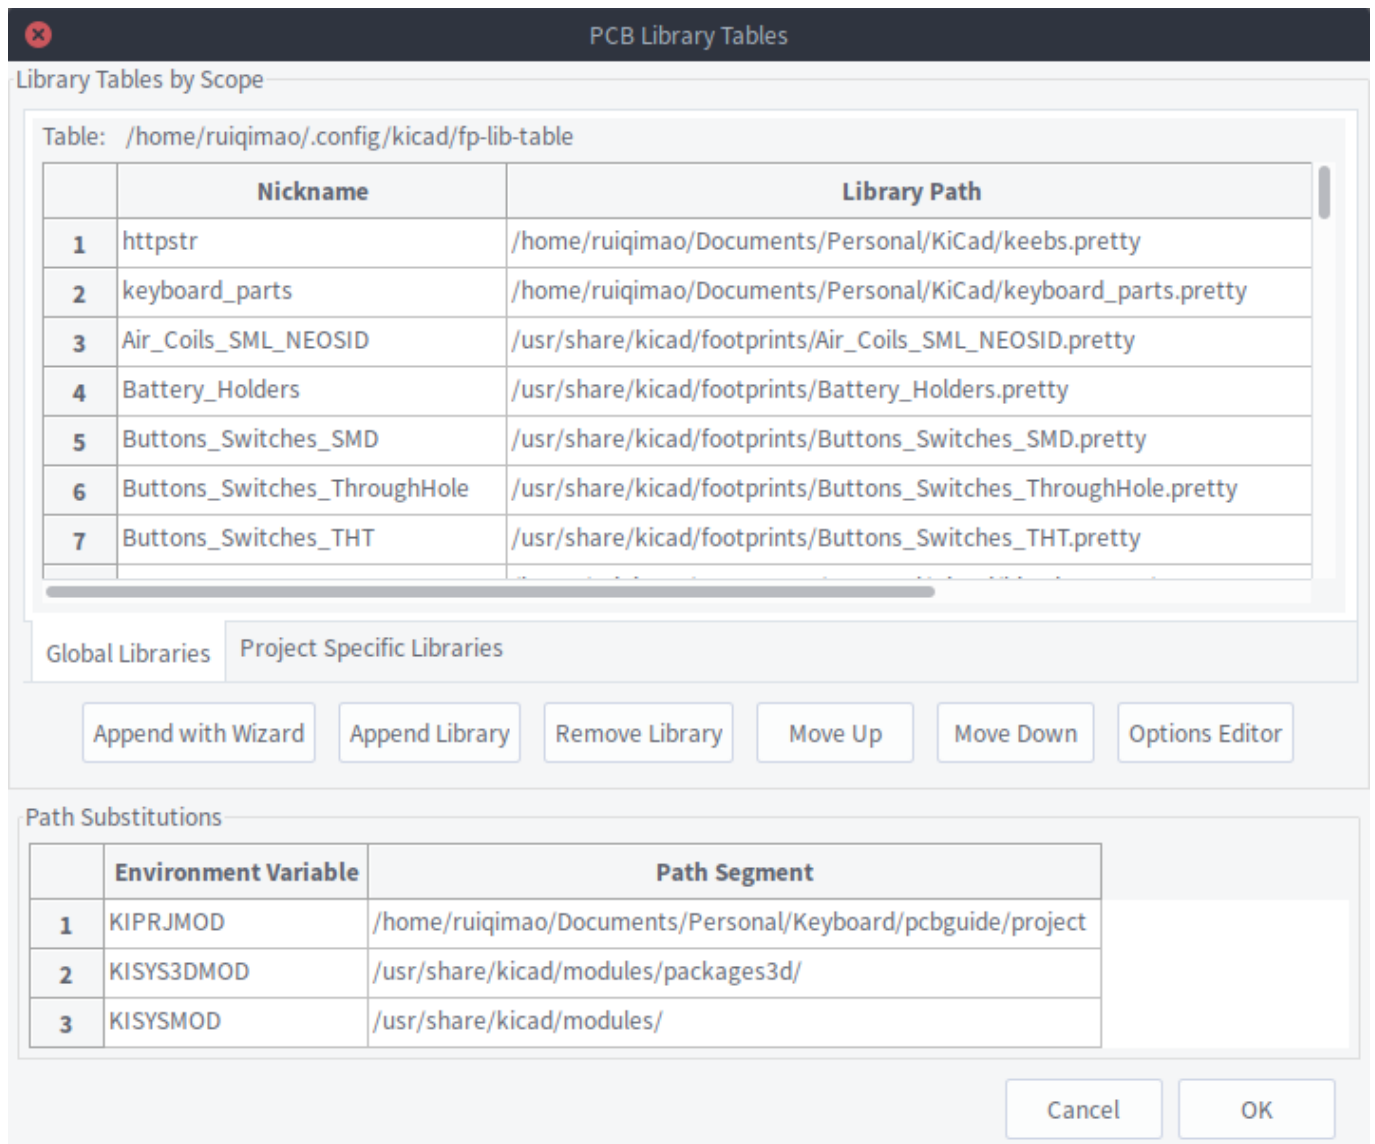 PCB Library Tables
Library Tables by Scope
Table: /home/ruiqimao/.config/kicad/fp-lib-table
Nickname Library Path
1 httpstr /home/ruiqimao/Documents/Personal/KiCad/keebs.pretty
2 keyboard_parts /home/ruiqimao/Documents/Personal/KiCad/keyboard_parts.pretty
3 Air_Coils_SML_NEOSID /usr/share/kicad/footprints/Air_Coils_SML_NEOSID.pretty
4 Battery_Holders /usr/share/kicad/footprints/Battery_Holders.pretty
5 Buttons_Switches_SMD /usr/share/kicad/footprints/Buttons_Switches_SMD.pretty
6 Buttons_Switches_ThroughHole /usr/share/kicad/footprints/Buttons_Switches_ThroughHole.pretty
7 Buttons_Switches_THT /usr/share/kicad/footprints/Buttons_Switches_THT.pretty
Global Libraries Project Specific Libraries
Append with Wizard Append Library Remove Library Move Up Move Down Options Editor
Path Substitutions
Environment Variable Path Segment
1 KIPRJMOD /home/ruiqimao/Documents/Personal/Keyboard/pcbguide/project
2 KISYS3DMOD /usr/share/kicad/modules/packages3d/
3 KISYSMOD /usr/share/kicad/modules/
Cancel OK